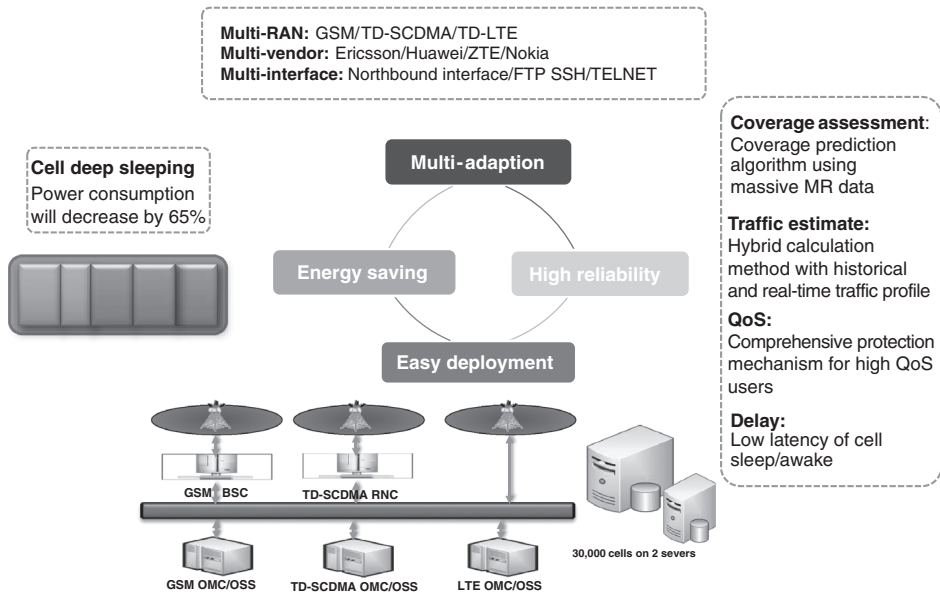 Multi-RAN: GSM/TD-SCDMA/TD-LTE
Multi-vendor: Ericsson/Huawei/ZTE/Nokia
Multi-interface: Northbound interface/FTP SSH/TELNET
Cell deep sleeping
Power consumption
will decrease by 65%
Multi-adaption
Energy saving
High reliability
Easy deployment
Coverage assessment:
Coverage prediction
algorithm using
massive MR data
Traffic estimate:
Hybrid calculation
method with historical
and real-time traffic profile
QoS:
Comprehensive protection
mechanism for high QoS
users
Delay:
Low latency of cell
sleep/awake
GSM BSC
TD-SCDMA RNC
30,000 cells on 2 severs
GSM OMC/OSS
TD-SCDMA OMC/OSS
LTE OMC/OSS